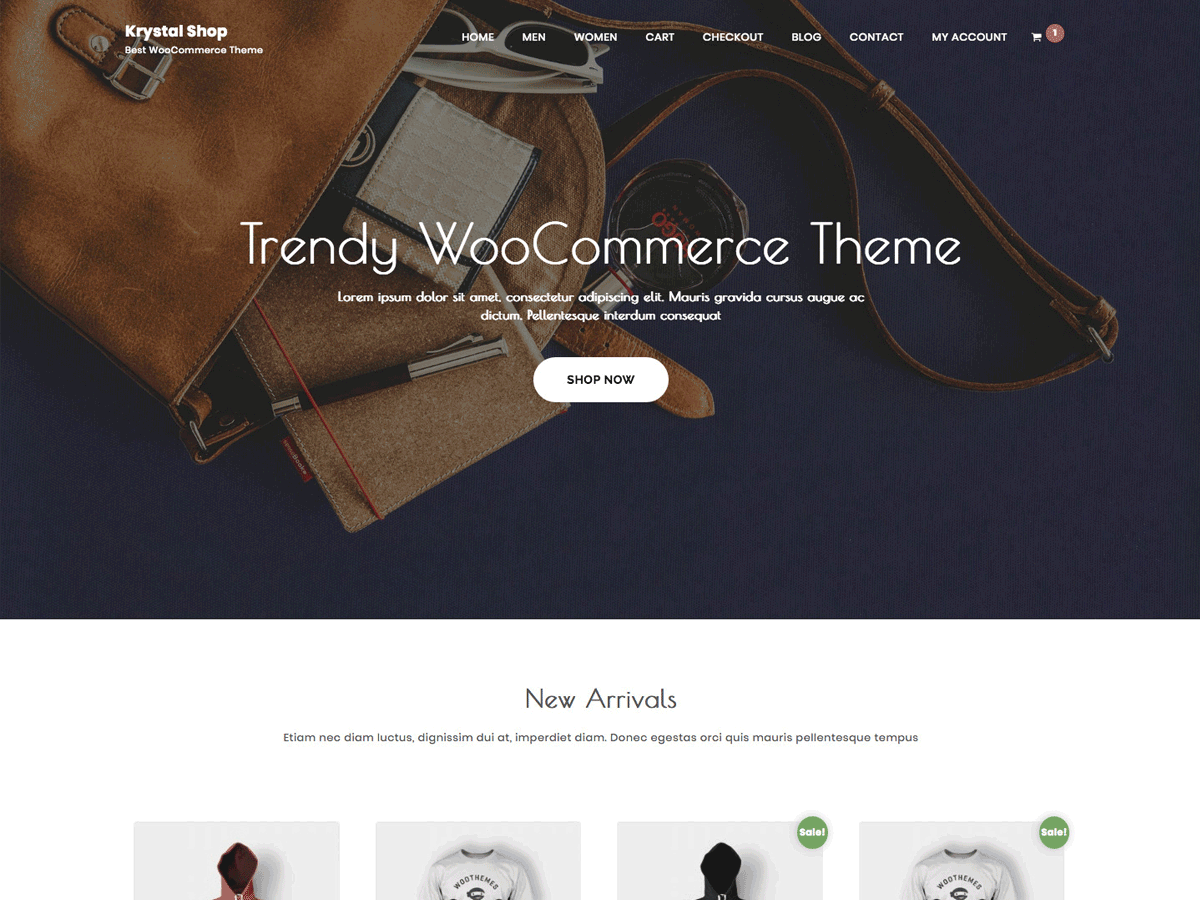 Krystal Shop
Best WooCommerce Theme
HOME MEN WOMEN CART CHECKOUT BLOG CONTACT MY ACCOUNT 1
Trendy WooCommerce Theme
Lorem ipsum dolor sit amet, consectetur adipiscing elit. Mauris gravida cursus augue ac
dictum. Pellentesque interdum consequat
SHOP NOW
New Arrivals
Etiam nec diam luctus, dignissim dui at, imperdiet diam. Donec egestas orci quis mauris pellentesque tempus
Sale!
Sale!
WOOTHEMES
WOOTHEMES